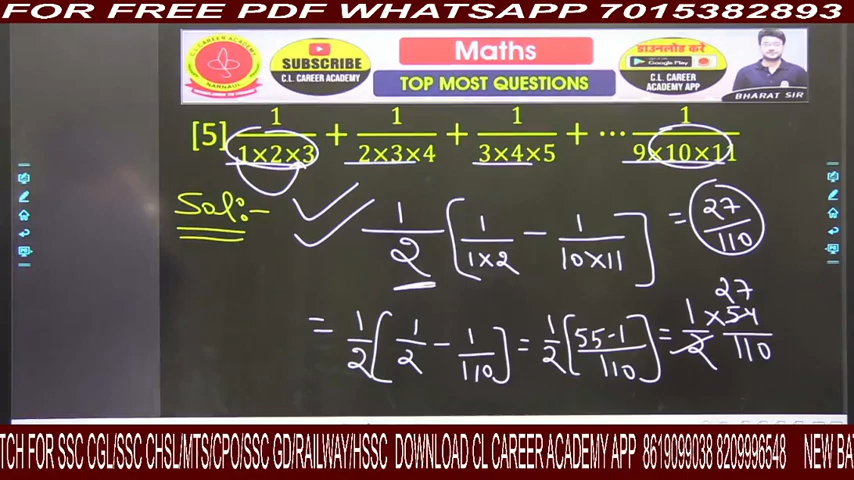 FOR FREE PDF WHATSAPP 7015382893
C.L. CAREER ACADEMY
NARNAUL
SUBSCRIBE
C.L. CAREER ACADEMY
Maths
TOP MOST QUESTIONS
डाउनलोड करें
Google Play
C.L. CAREER ACADEMY APP
BHARAT SIR
[5] 1/(1×2×3) + 1/(2×3×4) + 1/(3×4×5) + ... 1/(9×10×11)
Sol:- 1/2 [1/(1×2) - 1/(10×11)] = 27/110
= 1/2 [1/2 - 1/110] = 1/2 [(55-1)/110] = 1/2 × 54/110 27
TCH FOR SSC CGL/SSC CHSL/MTS/CPO/SSC GD/RAILWAY/HSSC DOWNLOAD CL CAREER ACADEMY APP 8619099038 8209996548 NEW BA